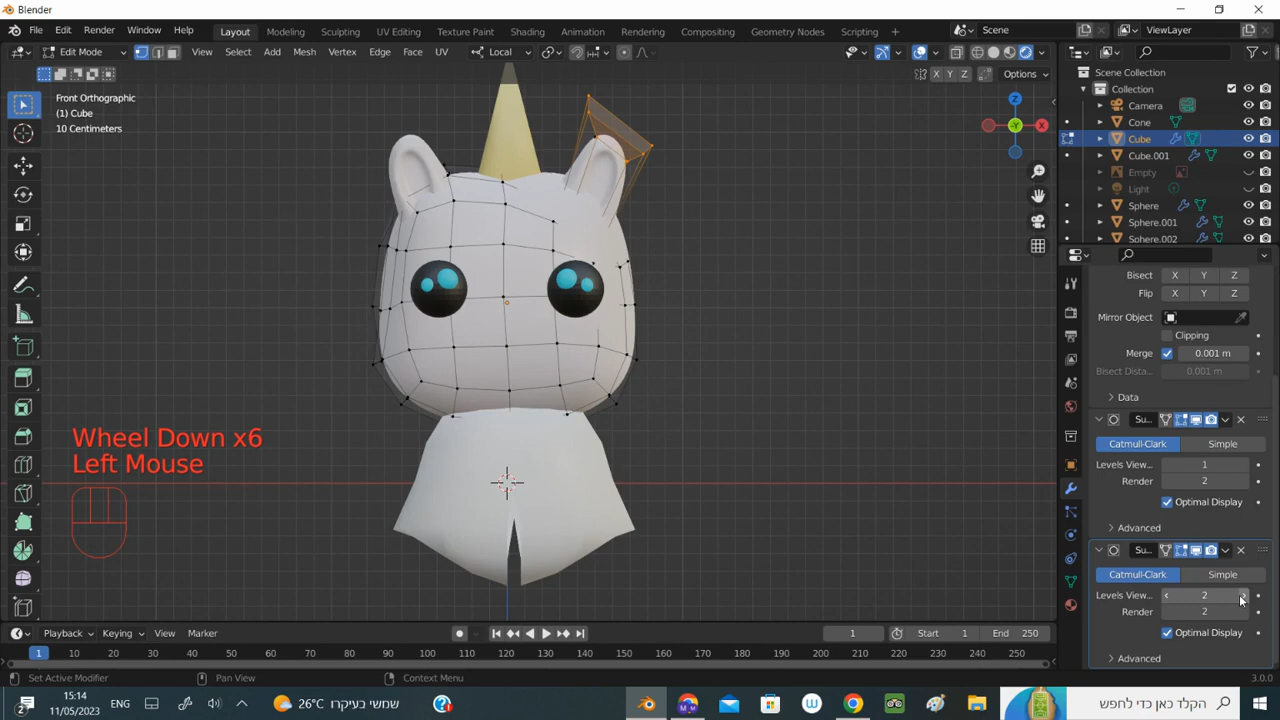 Blender
File Edit Render Window Help Layout Modeling Sculpting UV Editing Texture Paint Shading Animation Rendering Compositing Geometry Nodes Scripting + Scene ViewLayer
Edit Mode View Select Add Mesh Vertex Edge Face UV Local
X Y Z Options
Front Orthographic
(1) Cube
10 Centimeters
Z
-Y X
Scene Collection
Collection
Camera
Cone
Cube
Cube.001
Empty
Light
Sphere
Sphere.001
Sphere.002
Bisect X Y Z
Flip X Y Z
Mirror Object
Clipping
Merge 0.001 m
Bisect Dista... 0.001 m
Data
Su...
Catmull-Clark Simple
Levels View... 1
Render 2
Optimal Display
Advanced
Su...
Catmull-Clark Simple
Levels View... 2
Render 2
Optimal Display
Advanced
Wheel Down x6
Left Mouse
Playback Keying View Marker 1 Start 1 End 250
1 10 20 30 40 50 60 70 80 90 100 110 120 130 140 150 160 170 180 190 200 210 220 230 240 250
Set Active Modifier Pan View Context Menu 3.0.0
15:14
11/05/2023
ENG
26°C שמשי בעיקרו
הקלד כאן כדי לחפש